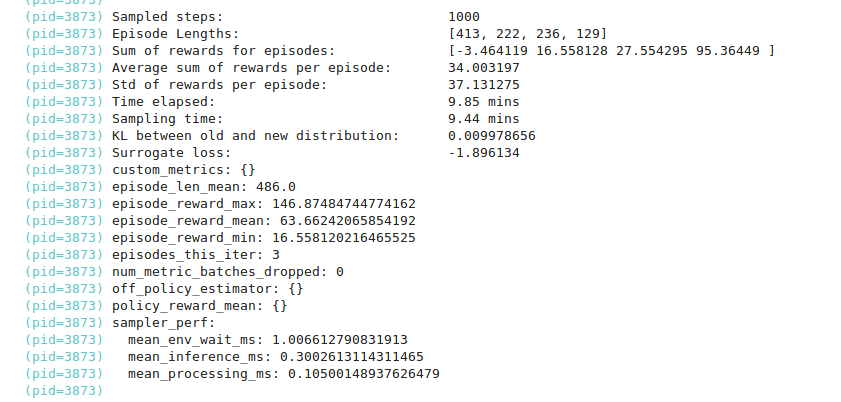 (pid=3873) Sampled steps: 1000
(pid=3873) Episode Lengths: [413, 222, 236, 129]
(pid=3873) Sum of rewards for episodes: [-3.464119 16.558128 27.554295 95.36449 ]
(pid=3873) Average sum of rewards per episode: 34.003197
(pid=3873) Std of rewards per episode: 37.131275
(pid=3873) Time elapsed: 9.85 mins
(pid=3873) Sampling time: 9.44 mins
(pid=3873) KL between old and new distribution: 0.009978656
(pid=3873) Surrogate loss: -1.896134
(pid=3873) custom_metrics: {}
(pid=3873) episode_len_mean: 486.0
(pid=3873) episode_reward_max: 146.87484744774162
(pid=3873) episode_reward_mean: 63.66242065854192
(pid=3873) episode_reward_min: 16.558120216465525
(pid=3873) episodes_this_iter: 3
(pid=3873) num_metric_batches_dropped: 0
(pid=3873) off_policy_estimator: {}
(pid=3873) policy_reward_mean: {}
(pid=3873) sampler_perf:
(pid=3873)   mean_env_wait_ms: 1.006612790831913
(pid=3873)   mean_inference_ms: 0.3002613114311465
(pid=3873)   mean_processing_ms: 0.10500148937626479
(pid=3873)